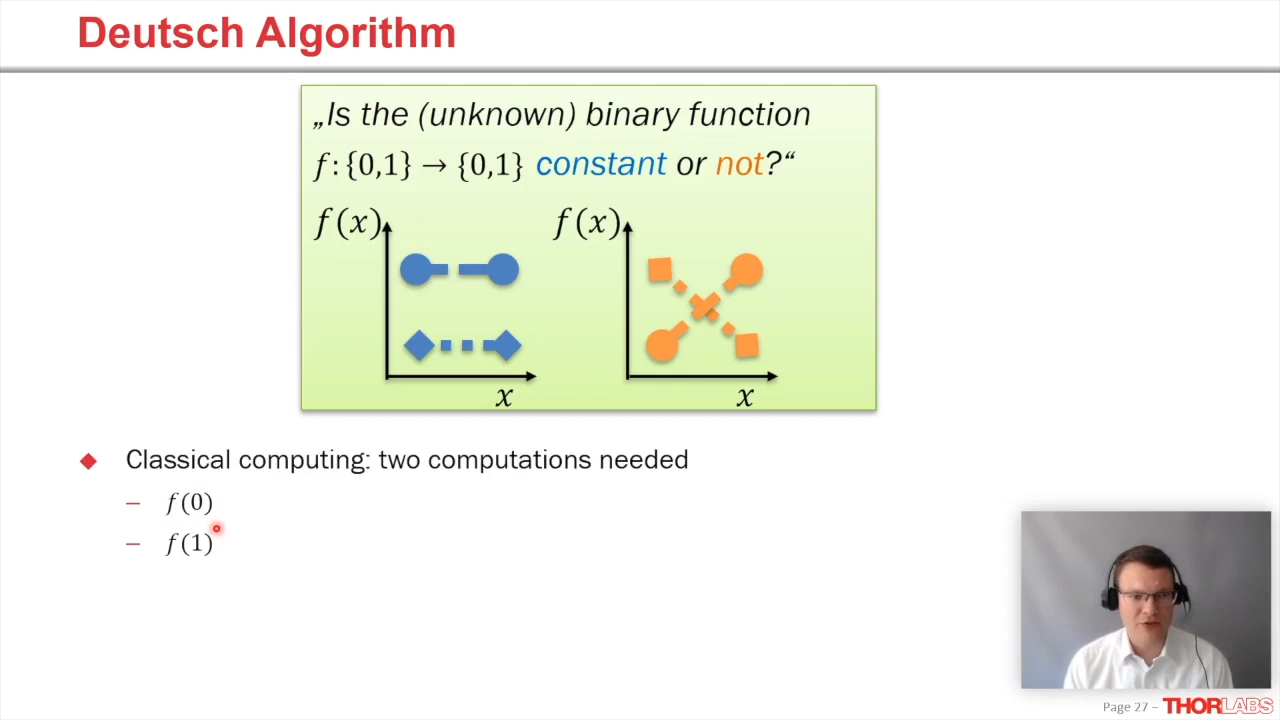 Deutsch Algorithm
„Is the (unknown) binary function
f: {0,1} → {0,1} constant or not?“
f(x) f(x)
x x
Classical computing: two computations needed
– f(0)
– f(1)
Page 27 – THORLABS